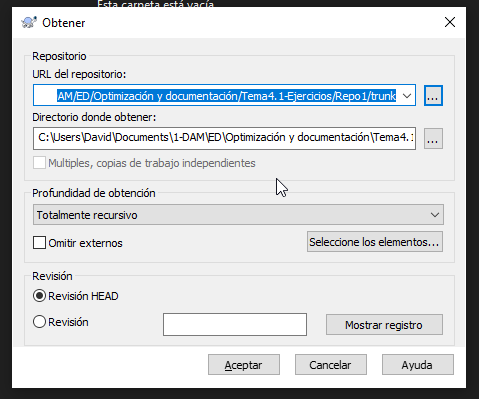 Esta carpeta está vacía.
Obtener
Repositorio
URL del repositorio:
AM/ED/Optimización y documentación/Tema4.1-Ejercicios/Repo1/trunk
...
Directorio donde obtener:
C:\Users\David\Documents\1-DAM\ED\Optimización y documentación\Tema4.1
...
Multiples, copias de trabajo independientes
Profundidad de obtención
Totalmente recursivo
Omitir externos
Seleccione los elementos...
Revisión
Revisión HEAD
Revisión
Mostrar registro
Aceptar
Cancelar
Ayuda